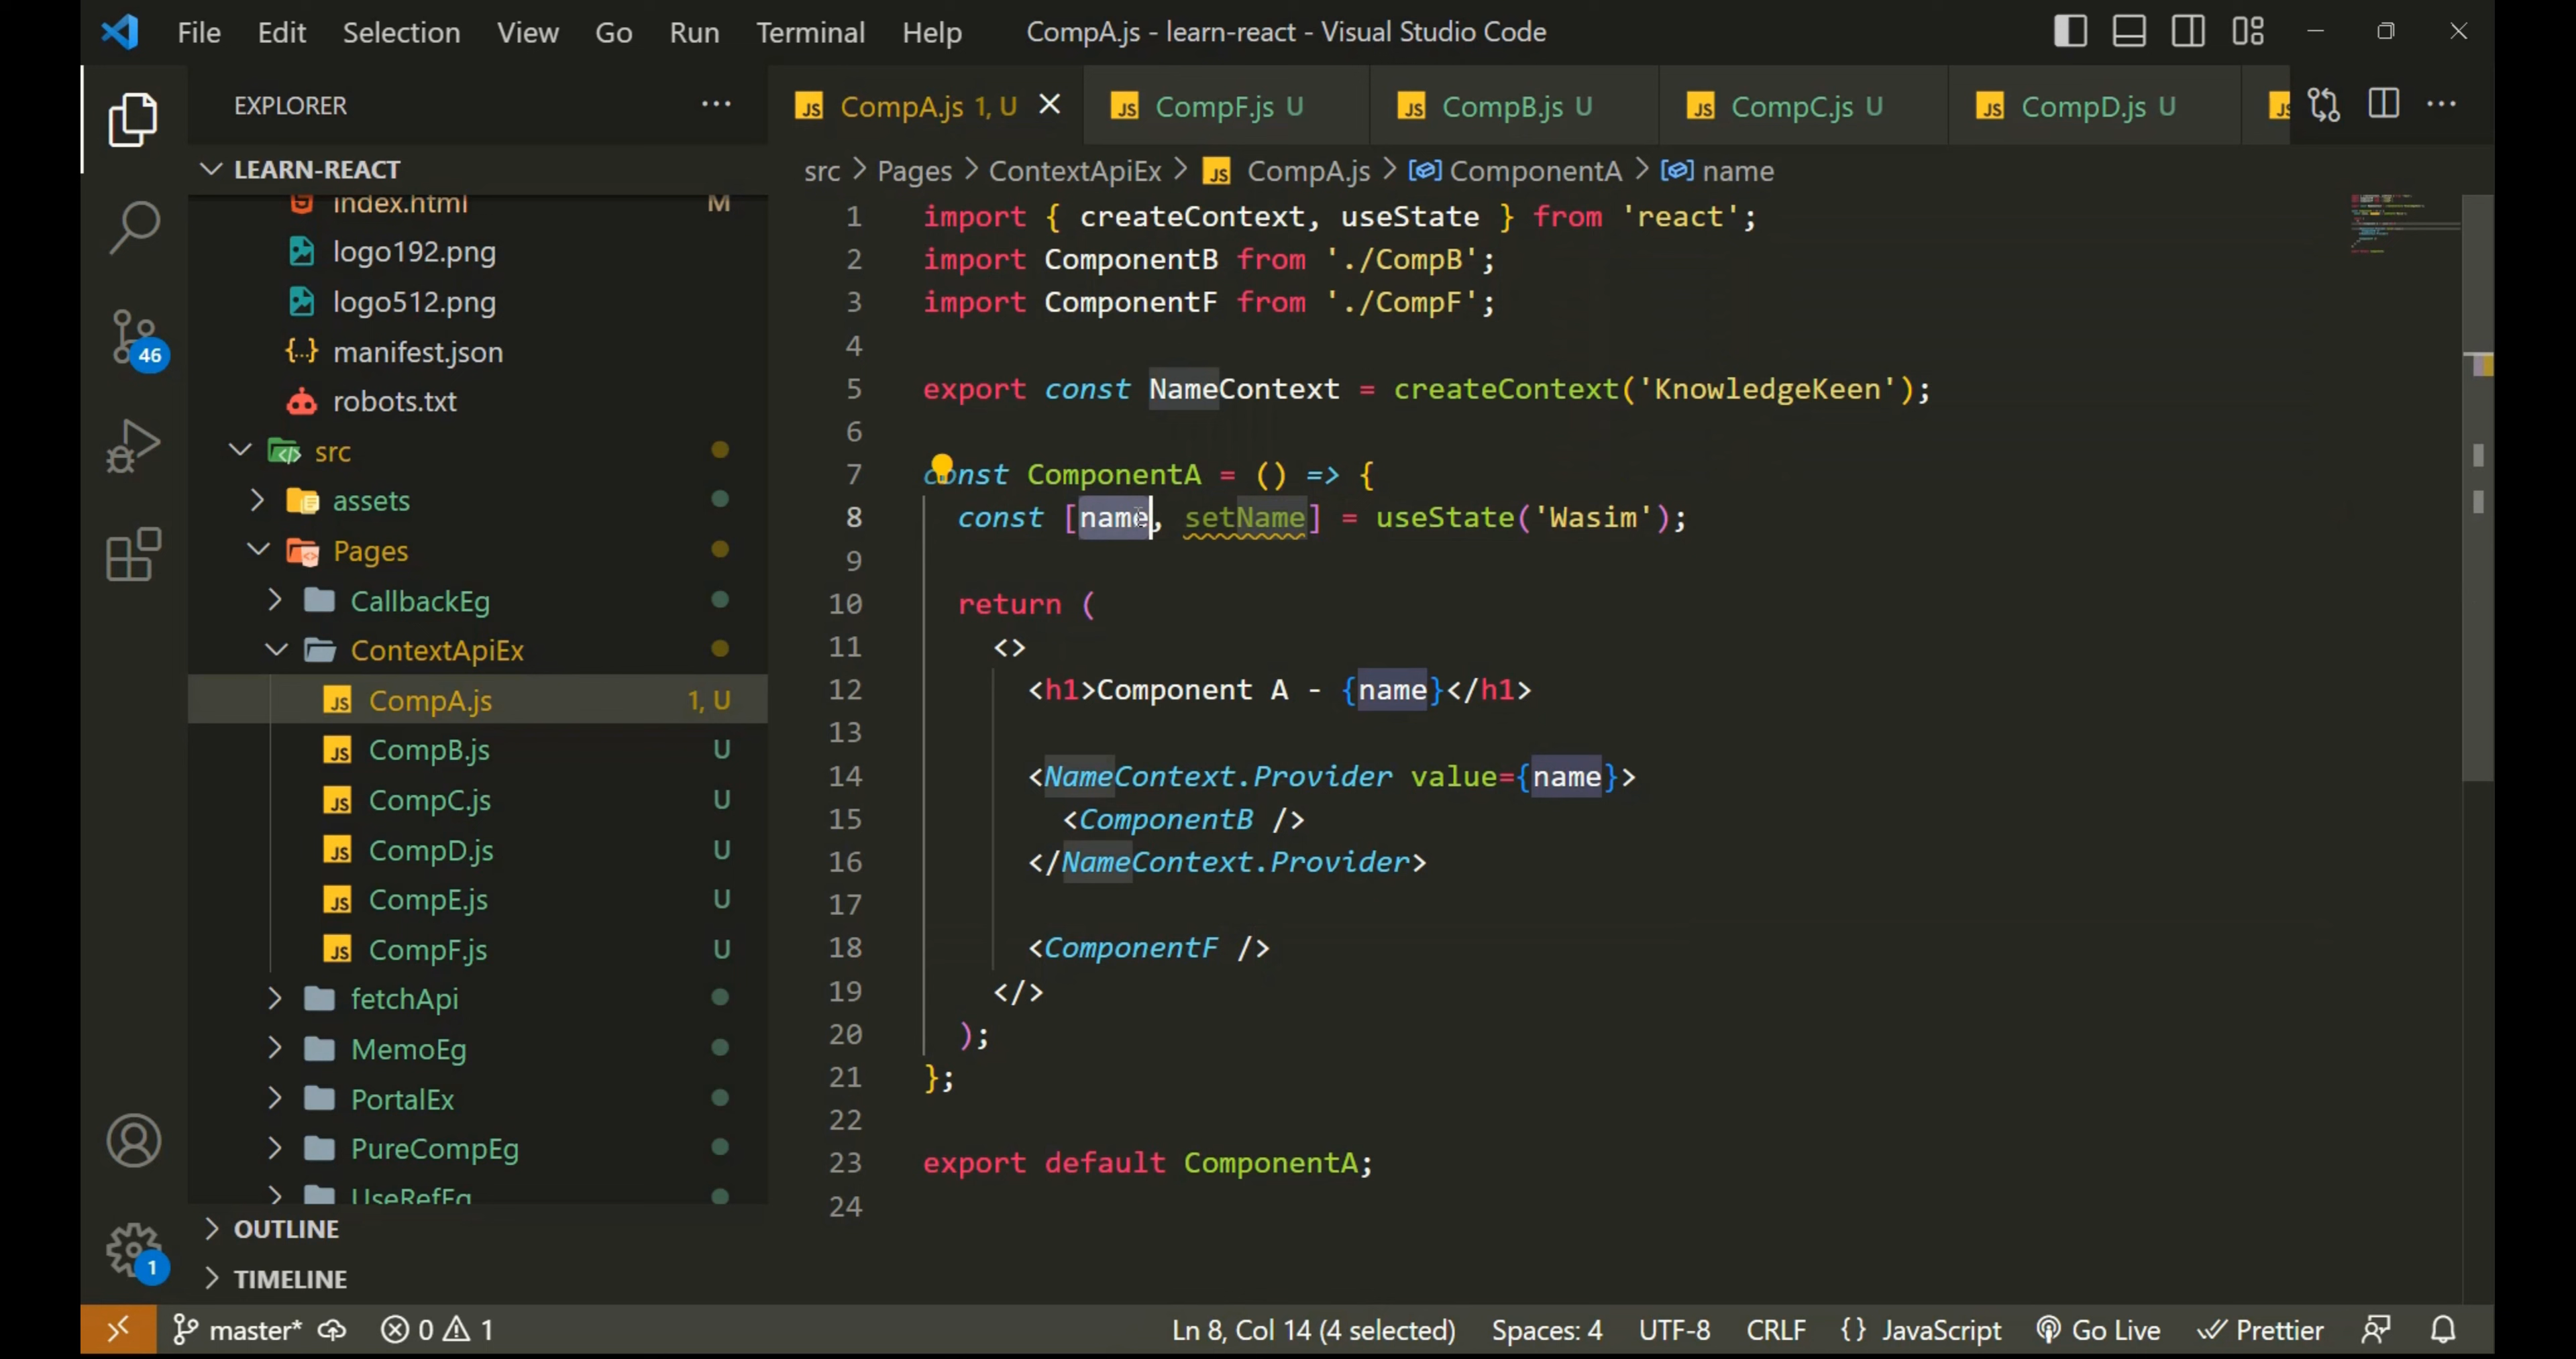 File Edit Selection View Go Run Terminal Help CompA.js - learn-react - Visual Studio Code
EXPLORER
LEARN-REACT
index.html M
logo192.png
logo512.png
manifest.json
robots.txt
src
assets
Pages
CallbackEg
ContextApiEx
CompA.js 1, U
CompB.js U
CompC.js U
CompD.js U
CompE.js U
CompF.js U
fetchApi
MemoEg
PortalEx
PureCompEg
UseRefEg
OUTLINE
TIMELINE
46
1
CompA.js 1, U CompF.js U CompB.js U CompC.js U CompD.js U
src > Pages > ContextApiEx > CompA.js > ComponentA > name
1 import { createContext, useState } from 'react';
2 import ComponentB from './CompB';
3 import ComponentF from './CompF';
4
5 export const NameContext = createContext('KnowledgeKeen');
6
7 const ComponentA = () => {
8 const [name, setName] = useState('Wasim');
9
10 return (
11 <>
12 <h1>Component A - {name}</h1>
13
14 <NameContext.Provider value={name}>
15 <ComponentB />
16 </NameContext.Provider>
17
18 <ComponentF />
19 </>
20 );
21 };
22
23 export default ComponentA;
24
master* 0 1 Ln 8, Col 14 (4 selected) Spaces: 4 UTF-8 CRLF {} JavaScript Go Live Prettier